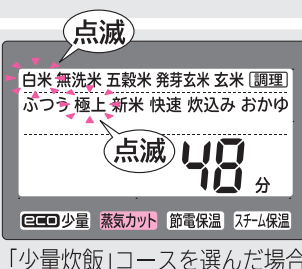 点滅
白米 無洗米 五穀米 発芽玄米 玄米 調理
ふつう 極上 新米 快速 炊込み おかゆ
点滅
48分
eco少量 蒸気カット 節電保温 スチーム保温
「少量炊飯」コースを選んだ場合